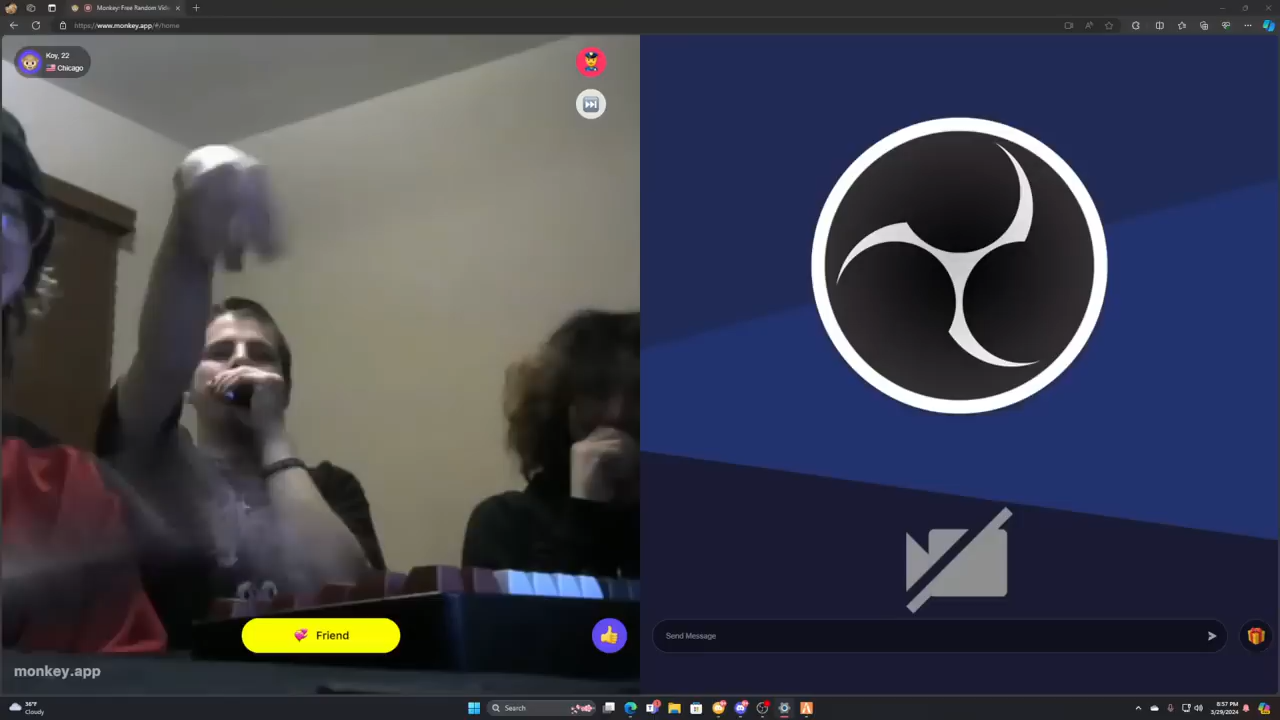 Monkey: Free Random Vide
https://www.monkey.app/#/home
Koy, 22
Chicago
Friend
monkey.app
Send Message
36°F
Cloudy
Search
8:57 PM
3/29/2024